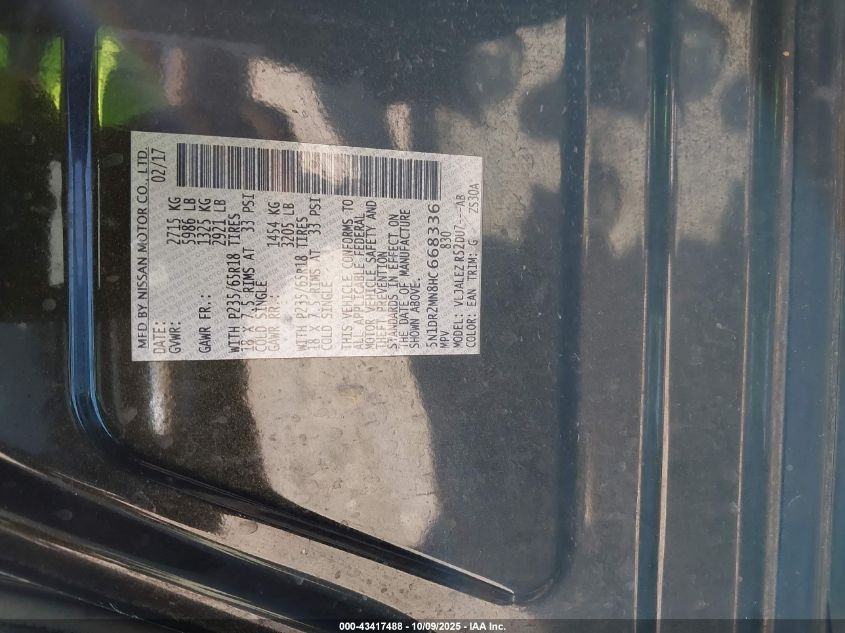 MFD BY NISSAN MOTOR CO., LTD.
DATE: 02/17
GVWR: 2715 KG
5986 LB
GAWR FR.: 1325 KG
2921 LB
WITH P235/65R18 TIRES
18 X 7.5 RIMS AT 33 PSI
COLD SINGLE
GAWR RR.: 1454 KG
3205 LB
WITH P235/65R18 TIRES
18 X 7.5 RIMS AT 33 PSI
COLD SINGLE
THIS VEHICLE CONFORMS TO
ALL APPLICABLE FEDERAL
MOTOR VEHICLE SAFETY AND
THEFT PREVENTION
STANDARDS IN EFFECT ON
THE DATE OF MANUFACTURE
SHOWN ABOVE.
5N1DR2MN8HC668336
MPV 830
MODEL: VLJALEZ R52DU7---AB
COLOR: EAN TRIM: G ZS30A
000-43417488 - 10/09/2025 - IAA Inc.